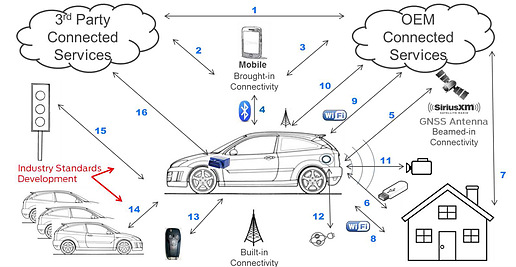 1
3rd Party
Connected
Services
OEM
Connected
Services
2
3
Mobile
Brought-in
Connectivity
4
10
WiFi
9
5
SiriusXM
SATELLITE RADIO
GNSS Antenna
Beamed-in
Connectivity
16
15
11
7
Industry Standards
Development
6
14
13
12
WiFi
8
Built-in
Connectivity